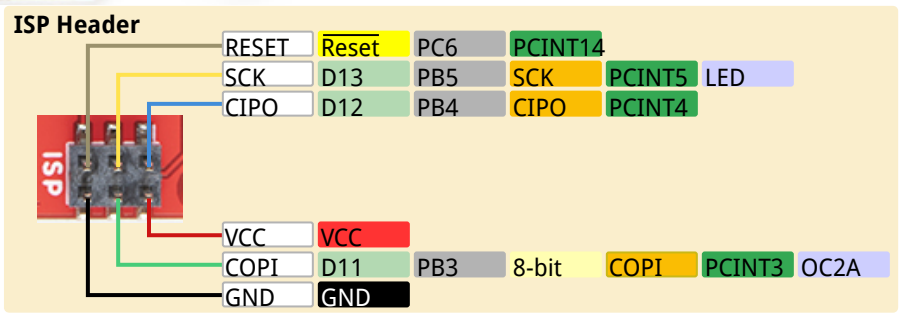 ISP Header
RESET Reset PC6 PCINT14
SCK D13 PB5 SCK PCINT5 LED
CIPO D12 PB4 CIPO PCINT4
ISP
VCC VCC
COPI D11 PB3 8-bit COPI PCINT3 OC2A
GND GND